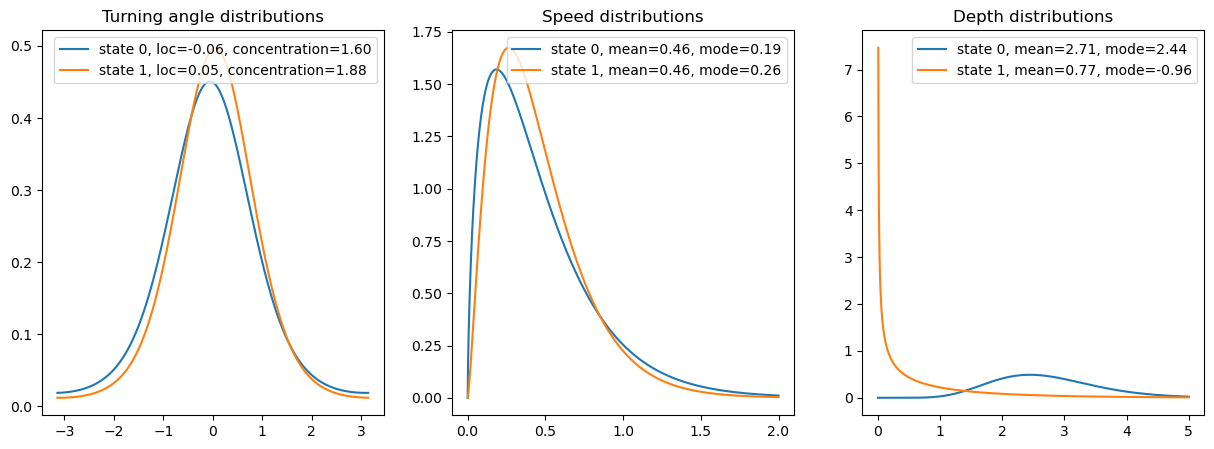 Turning angle distributions
state 0, loc=-0.06, concentration=1.60
state 1, loc=0.05, concentration=1.88
0.5
0.4
0.3
0.2
0.1
0.0
−3 −2 −1 0 1 2 3
Speed distributions
state 0, mean=0.46, mode=0.19
state 1, mean=0.46, mode=0.26
1.75
1.50
1.25
1.00
0.75
0.50
0.25
0.00
0.0 0.5 1.0 1.5 2.0
Depth distributions
state 0, mean=2.71, mode=2.44
state 1, mean=0.77, mode=-0.96
7
6
5
4
3
2
1
0
0 1 2 3 4 5